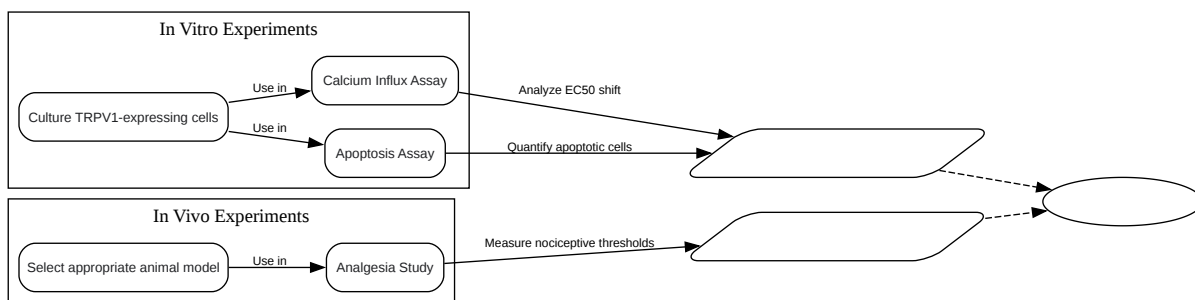 In Vitro Experiments
Culture TRPV1-expressing cells
Use in
Use in
Calcium Influx Assay
Apoptosis Assay
Analyze EC50 shift
Quantify apoptotic cells
In Vivo Experiments
Select appropriate animal model
Use in
Analgesia Study
Measure nociceptive thresholds